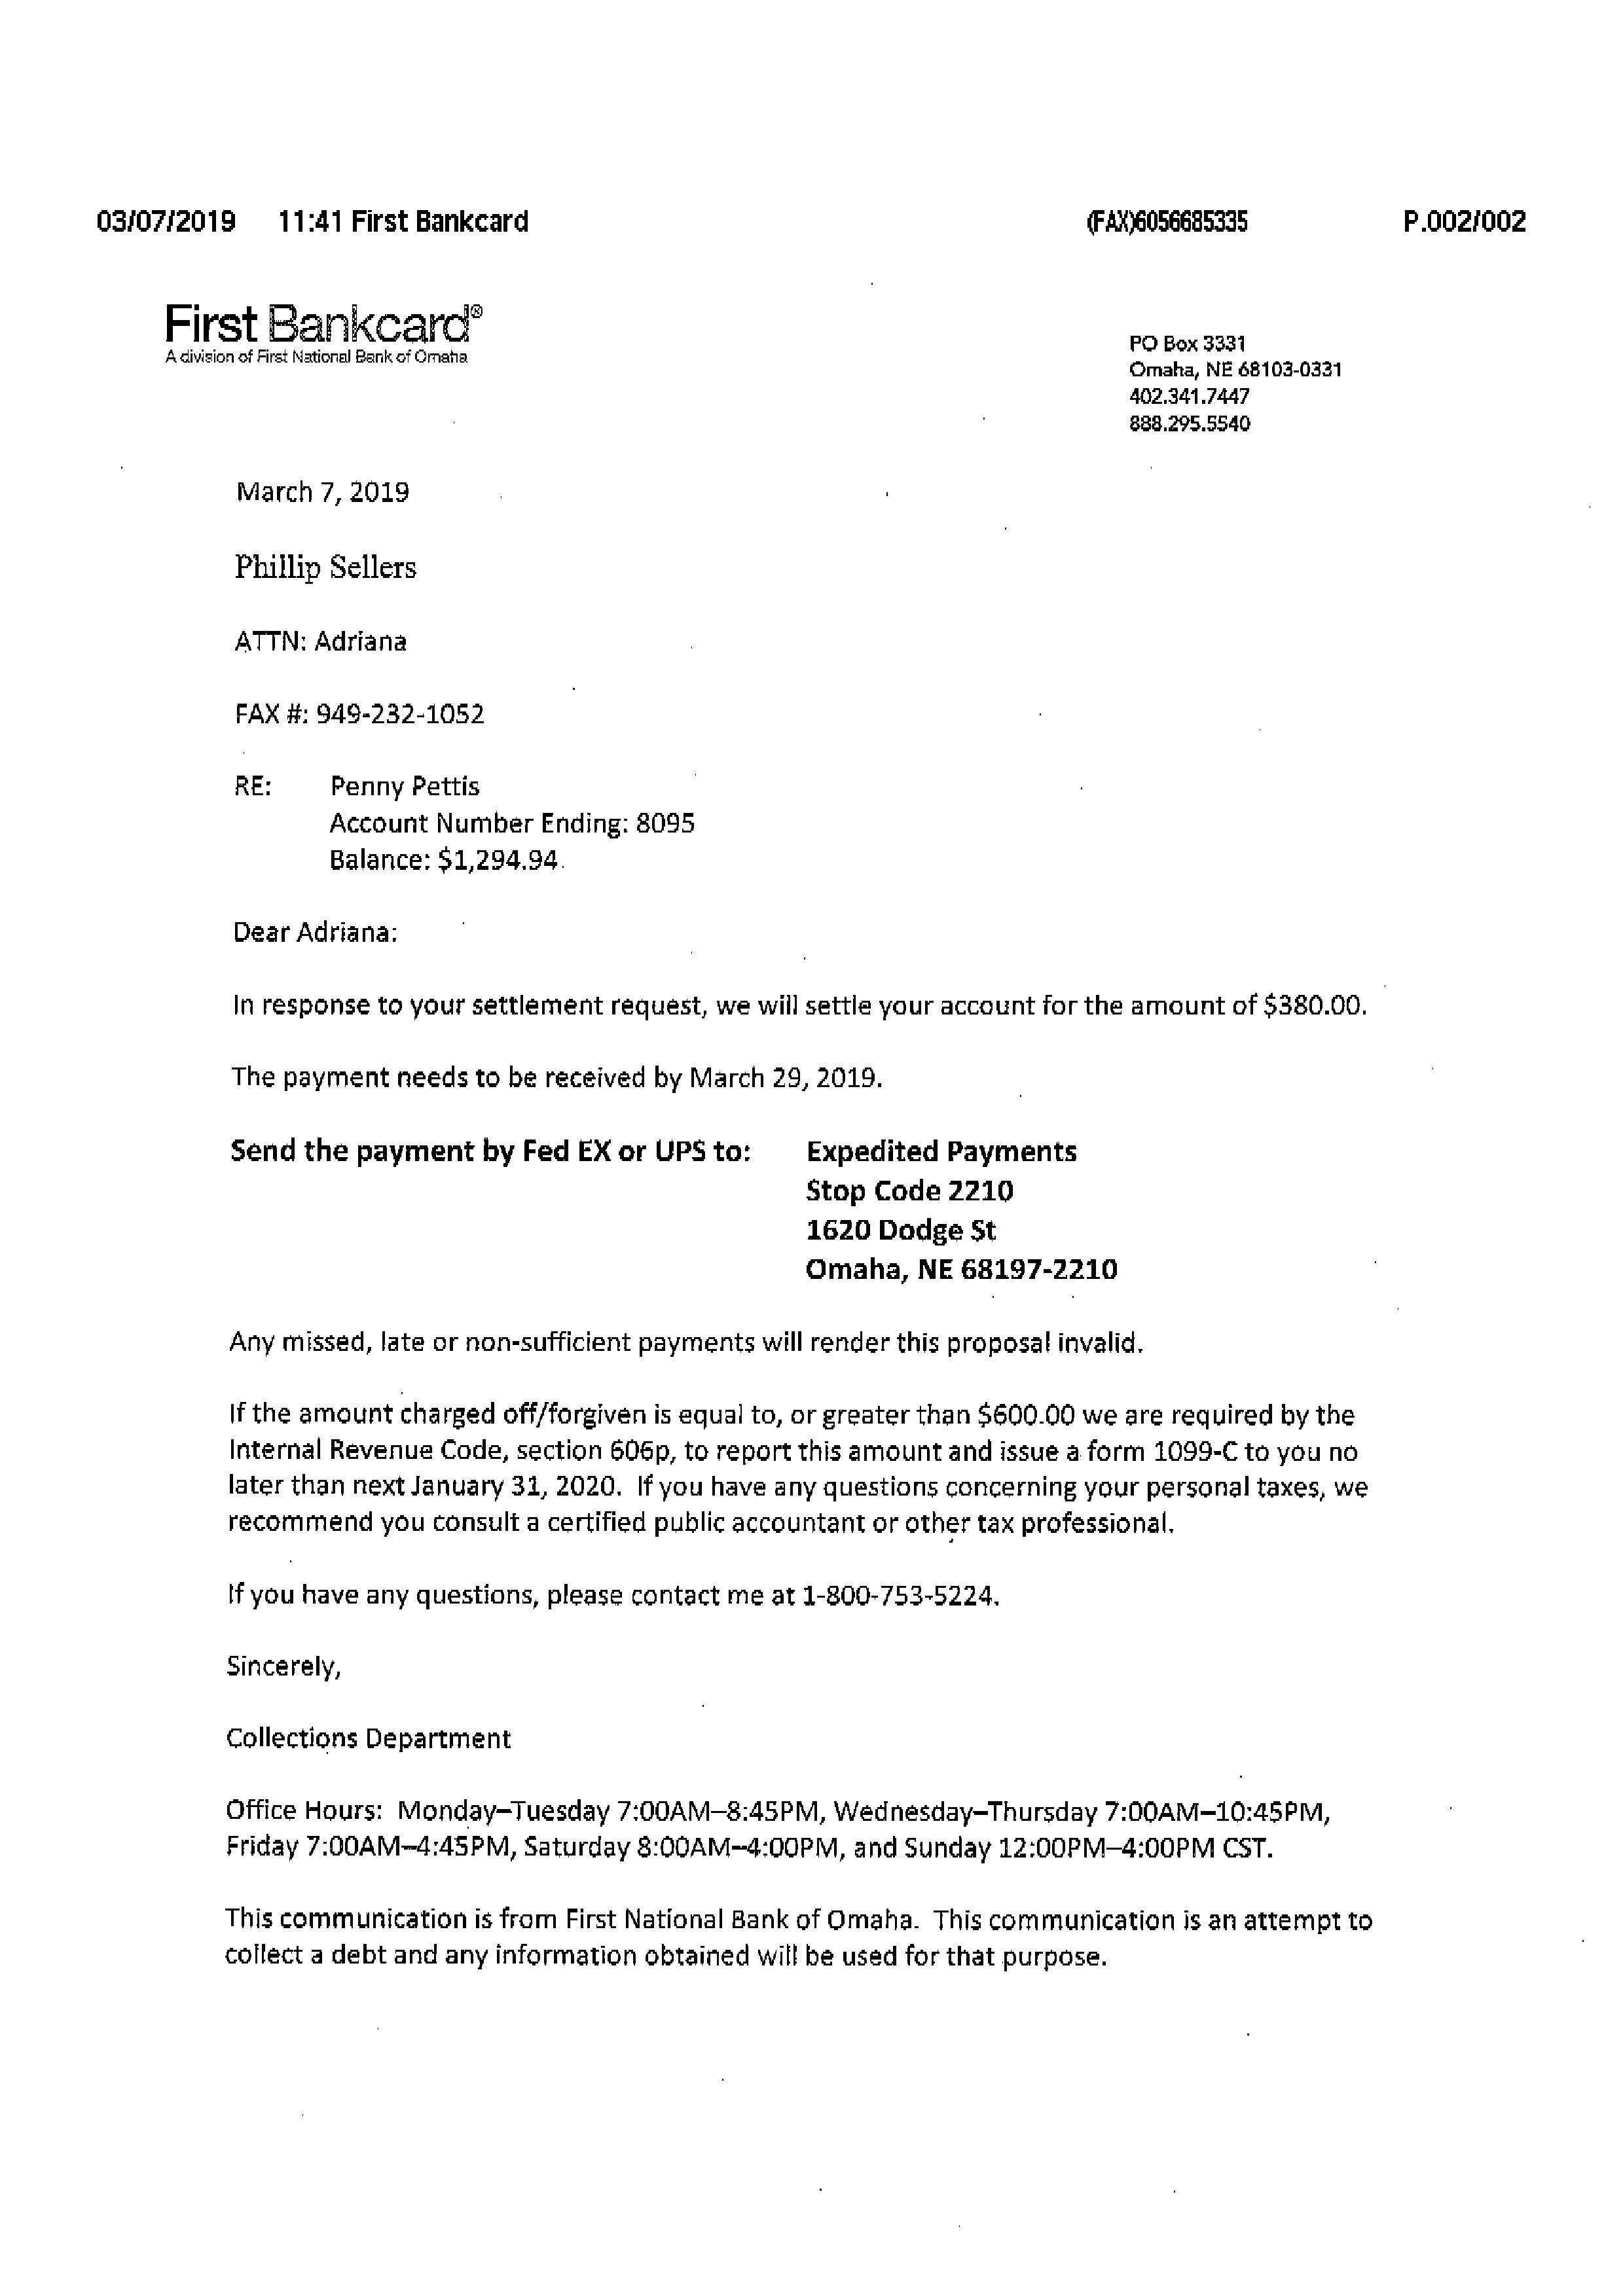 03/07/2019 11:41 First Bankcard (FAX)6056685335 P.002/002
First Bankcard®
A division of First National Bank of Omaha
PO Box 3331
Omaha, NE 68103-0331
402.341.7447
888.295.5540
March 7, 2019
Phillip Sellers
ATTN: Adriana
FAX #: 949-232-1052
RE: Penny Pettis
Account Number Ending: 8095
Balance: $1,294.94
Dear Adriana:
In response to your settlement request, we will settle your account for the amount of $380.00.
The payment needs to be received by March 29, 2019.
Send the payment by Fed EX or UPS to: Expedited Payments
Stop Code 2210
1620 Dodge St
Omaha, NE 68197-2210
Any missed, late or non-sufficient payments will render this proposal invalid.
If the amount charged off/forgiven is equal to, or greater than $600.00 we are required by the
Internal Revenue Code, section 606p, to report this amount and issue a form 1099-C to you no
later than next January 31, 2020. If you have any questions concerning your personal taxes, we
recommend you consult a certified public accountant or other tax professional.
If you have any questions, please contact me at 1-800-753-5224.
Sincerely,
Collections Department
Office Hours: Monday–Tuesday 7:00AM–8:45PM, Wednesday–Thursday 7:00AM–10:45PM,
Friday 7:00AM–4:45PM, Saturday 8:00AM–4:00PM, and Sunday 12:00PM–4:00PM CST.
This communication is from First National Bank of Omaha. This communication is an attempt to
collect a debt and any information obtained will be used for that purpose.